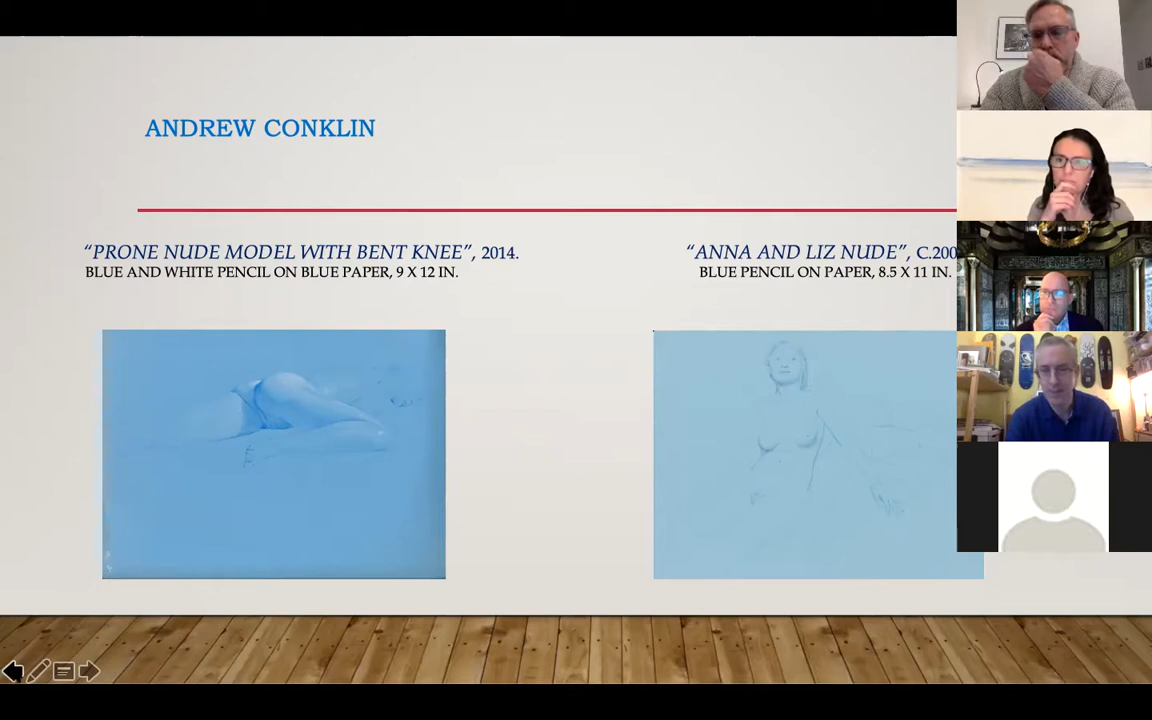 ANDREW CONKLIN
“PRONE NUDE MODEL WITH BENT KNEE”, 2014.
BLUE AND WHITE PENCIL ON BLUE PAPER, 9 X 12 IN.
“ANNA AND LIZ NUDE”, C.200
BLUE PENCIL ON PAPER, 8.5 X 11 IN.